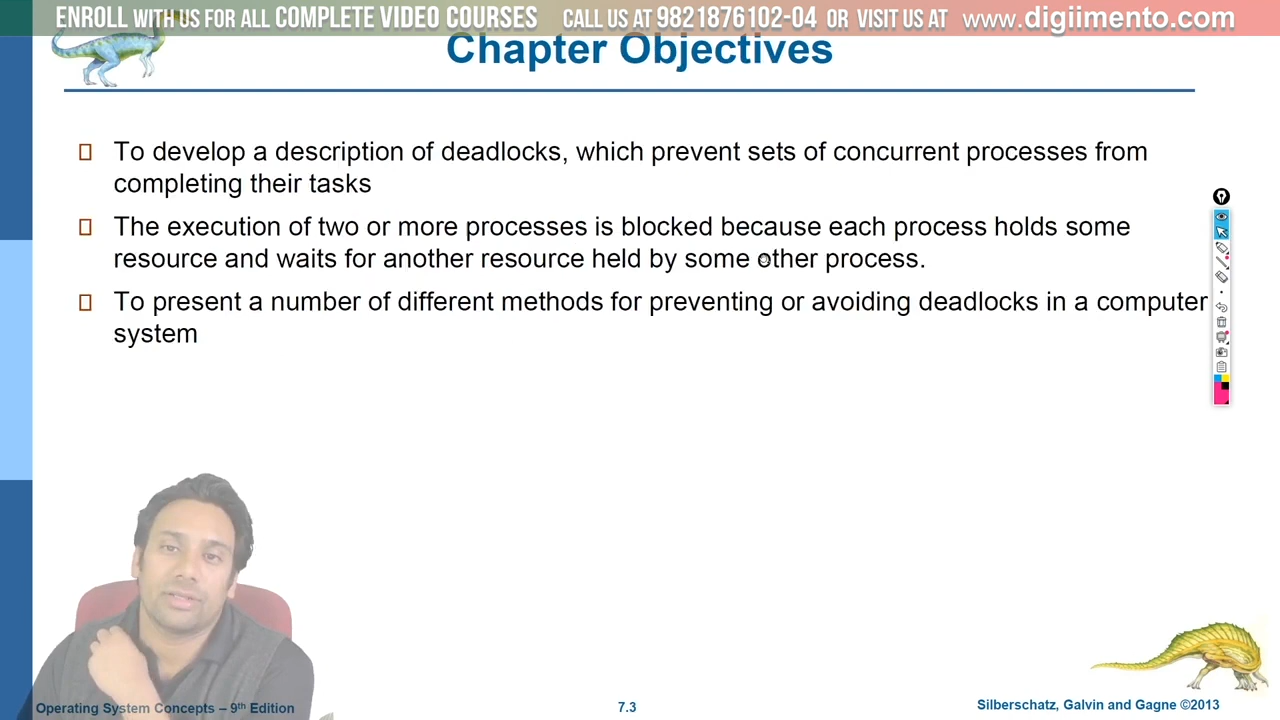 ENROLL WITH US FOR ALL COMPLETE VIDEO COURSES CALL US AT 9821876102-04 OR VISIT US AT www.digiimento.com
Chapter Objectives
To develop a description of deadlocks, which prevent sets of concurrent processes from
completing their tasks
The execution of two or more processes is blocked because each process holds some
resource and waits for another resource held by some other process.
To present a number of different methods for preventing or avoiding deadlocks in a computer
system
Operating System Concepts – 9th Edition
7.3
Silberschatz, Galvin and Gagne ©2013